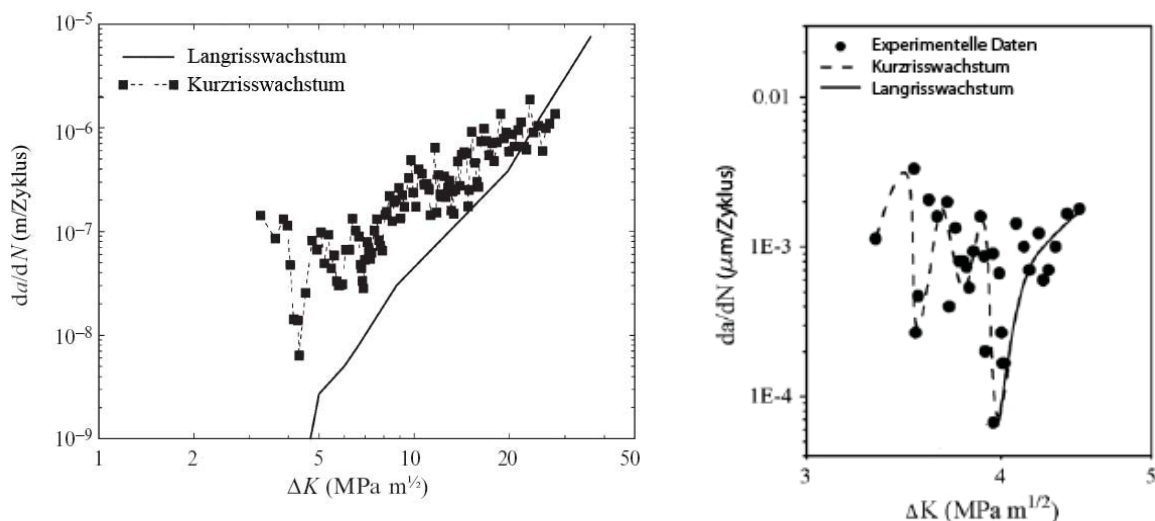 10⁻⁵
10⁻⁶
10⁻⁷
10⁻⁸
10⁻⁹
da/dN (m/Zyklus)
Langrisswachstum
Kurzrisswachstum
1 2 5 10 20 50
ΔK (MPa m½)
Experimentelle Daten
Kurzrisswachstum
Langrisswachstum
0.01
1E-3
1E-4
da/dN (μm/Zyklus)
3 4 5
ΔK (MPa m¹/²)